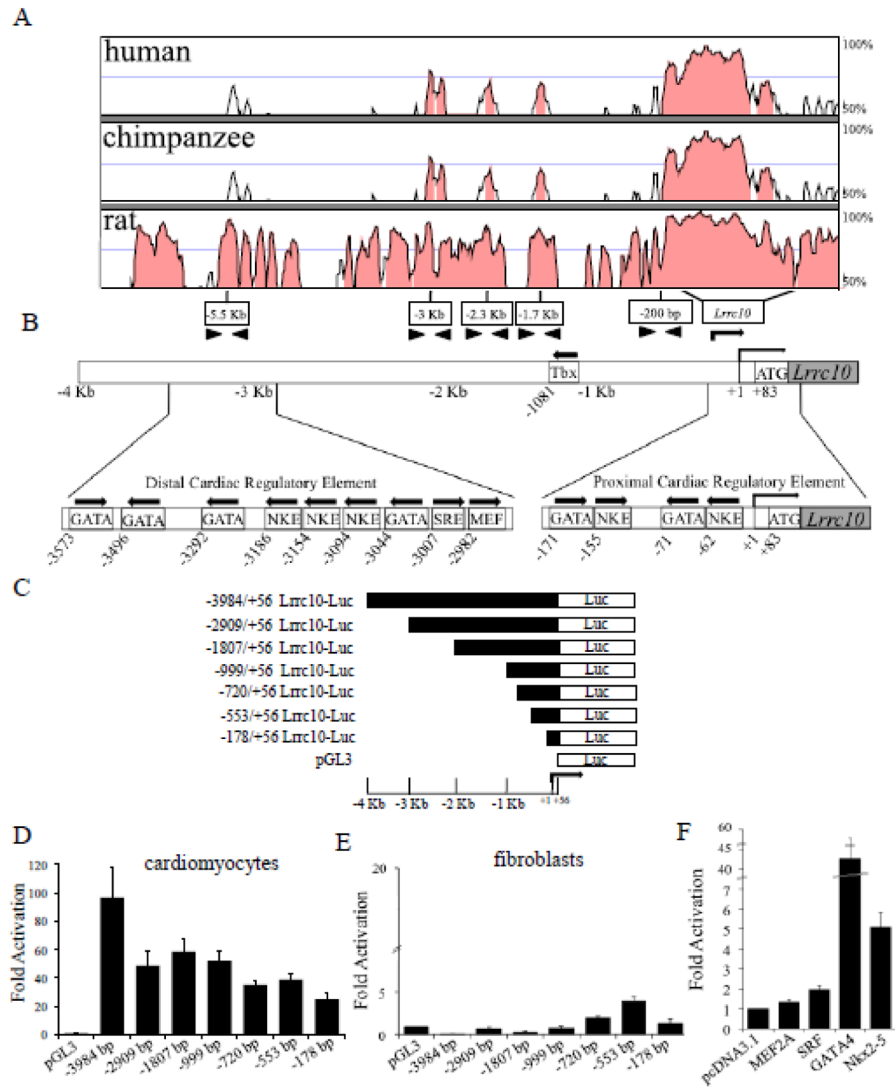 A
human
100%
50%
chimpanzee
100%
50%
rat
100%
50%
-5.5 Kb
-3 Kb
-2.3 Kb
-1.7 Kb
-200 bp
Lrrc10
B
Tbx
ATG
Lrrc10
-4 Kb
-3 Kb
-2 Kb
-1081
-1 Kb
+1
+83
Distal Cardiac Regulatory Element
GATA
GATA
GATA
NKE
NKE
NKE
GATA
SRE
MEF
-3573
-3496
-3292
-3186
-3154
-3094
-3044
-3007
-2982
Proximal Cardiac Regulatory Element
GATA
NKE
GATA
NKE
ATG
Lrrc10
-171
-155
-71
-62
+1
+83
C
-3984/+56 Lrrc10-Luc
Luc
-2909/+56 Lrrc10-Luc
Luc
-1807/+56 Lrrc10-Luc
Luc
-999/+56 Lrrc10-Luc
Luc
-720/+56 Lrrc10-Luc
Luc
-553/+56 Lrrc10-Luc
Luc
-178/+56 Lrrc10-Luc
Luc
pGL3
Luc
-4 Kb
-3 Kb
-2 Kb
-1 Kb
+1 +56
D
cardiomyocytes
Fold Activation
120
100
80
60
40
20
0
pGL3
-3984 bp
-2909 bp
-1807 bp
-999 bp
-720 bp
-553 bp
-178 bp
E
fibroblasts
Fold Activation
20
5
0
pGL3
-3984 bp
-2909 bp
-1807 bp
-999 bp
-720 bp
-553 bp
-178 bp
F
Fold Activation
60
45
40
7
6
5
4
3
2
1
0
pcDNA3.1
MEF2A
SRF
GATA4
Nkx2-5